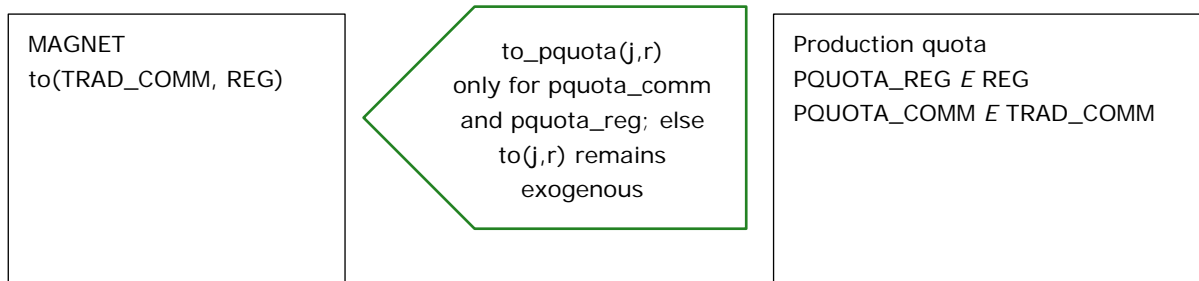 MAGNET
to(TRAD_COMM, REG)
to_pquota(j,r)
only for pquota_comm
and pquota_reg; else
to(j,r) remains
exogenous
Production quota
PQUOTA_REG E REG
PQUOTA_COMM E TRAD_COMM